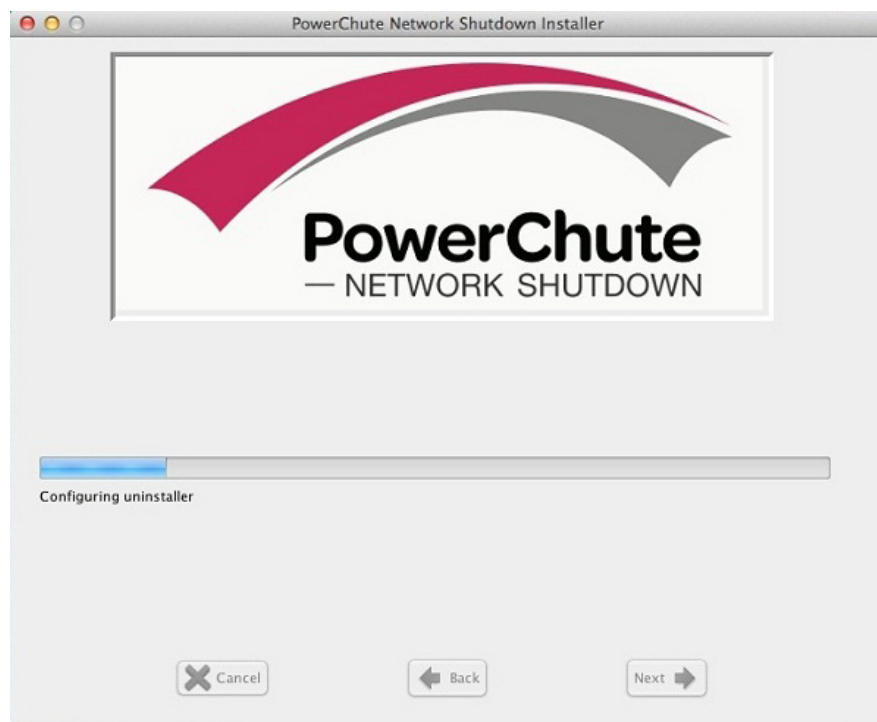 PowerChute Network Shutdown Installer
PowerChute
— NETWORK SHUTDOWN
Configuring uninstaller
Cancel
Back
Next